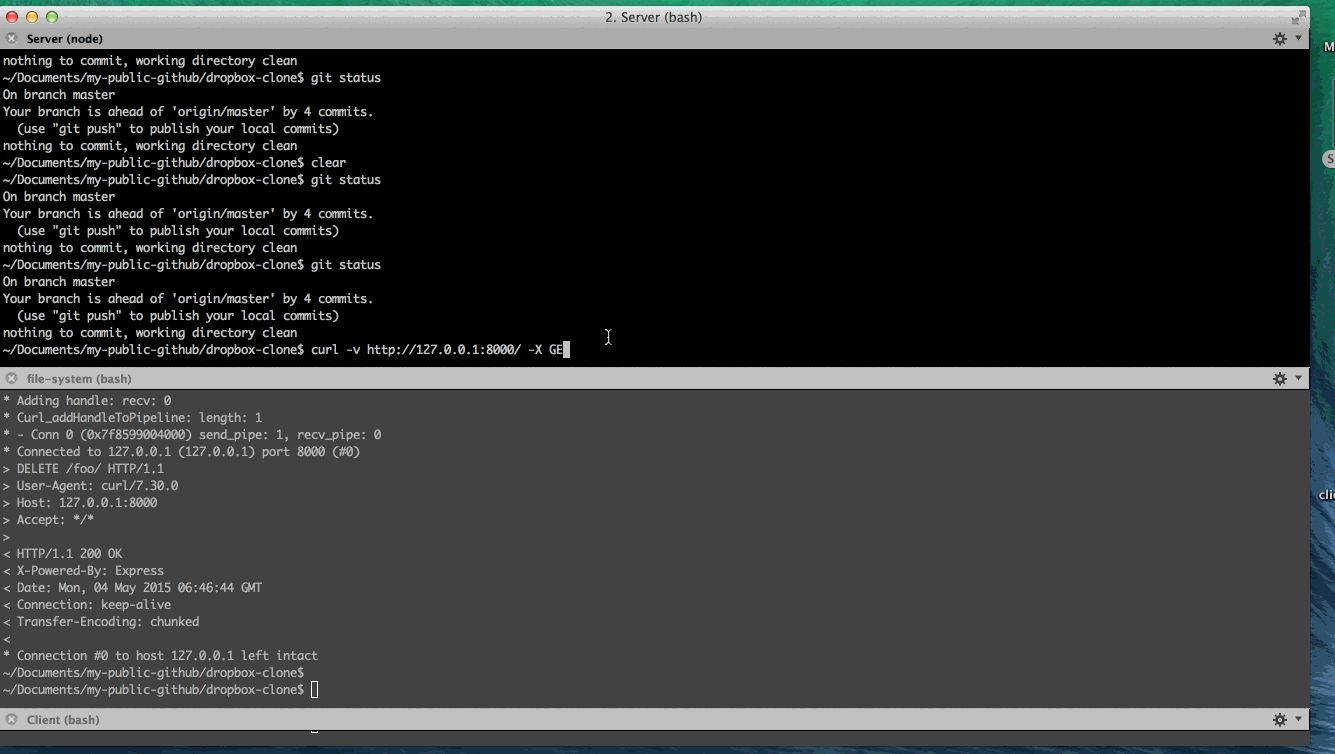 2. Server (bash)
Server (node)
nothing to commit, working directory clean
~/Documents/my-public-github/dropbox-clone$ git status
On branch master
Your branch is ahead of 'origin/master' by 4 commits.
  (use "git push" to publish your local commits)
nothing to commit, working directory clean
~/Documents/my-public-github/dropbox-clone$ clear
~/Documents/my-public-github/dropbox-clone$ git status
On branch master
Your branch is ahead of 'origin/master' by 4 commits.
  (use "git push" to publish your local commits)
nothing to commit, working directory clean
~/Documents/my-public-github/dropbox-clone$ git status
On branch master
Your branch is ahead of 'origin/master' by 4 commits.
  (use "git push" to publish your local commits)
nothing to commit, working directory clean
~/Documents/my-public-github/dropbox-clone$ curl -v http://127.0.0.1:8000/ -X GE
file-system (bash)
* Adding handle: recv: 0
* Curl_addHandleToPipeline: length: 1
* - Conn 0 (0x7f8599004000) send_pipe: 1, recv_pipe: 0
* Connected to 127.0.0.1 (127.0.0.1) port 8000 (#0)
> DELETE /foo/ HTTP/1.1
> User-Agent: curl/7.30.0
> Host: 127.0.0.1:8000
> Accept: */*
>
< HTTP/1.1 200 OK
< X-Powered-By: Express
< Date: Mon, 04 May 2015 06:46:44 GMT
< Connection: keep-alive
< Transfer-Encoding: chunked
<
* Connection #0 to host 127.0.0.1 left intact
~/Documents/my-public-github/dropbox-clone$
~/Documents/my-public-github/dropbox-clone$
Client (bash)